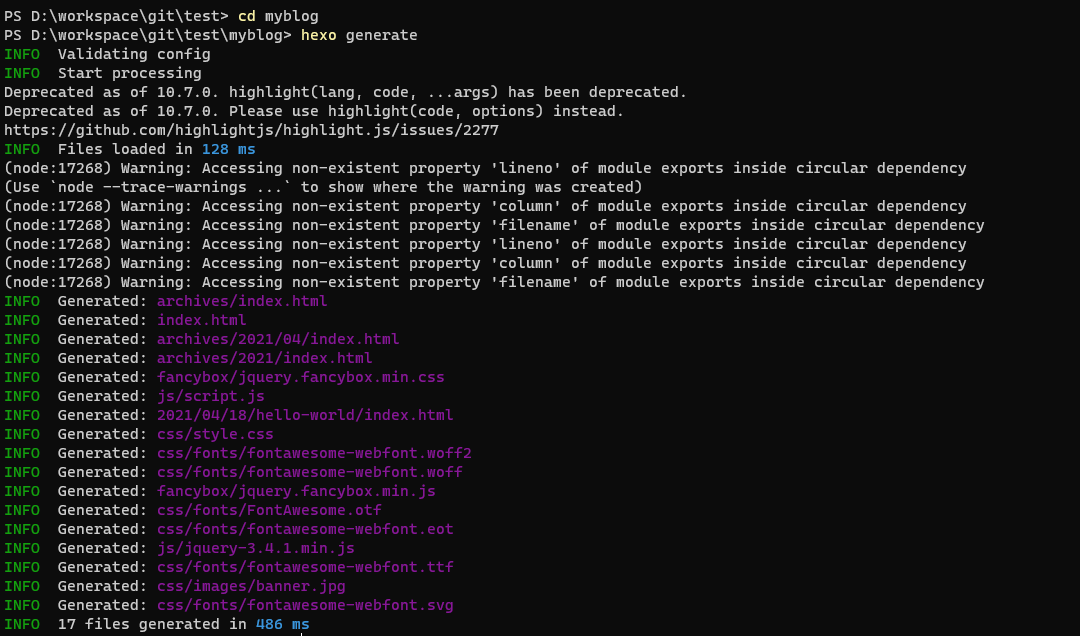 PS D:\workspace\git\test> cd myblog
PS D:\workspace\git\test\myblog> hexo generate
INFO  Validating config
INFO  Start processing
Deprecated as of 10.7.0. highlight(lang, code, ...args) has been deprecated.
Deprecated as of 10.7.0. Please use highlight(code, options) instead.
https://github.com/highlightjs/highlight.js/issues/2277
INFO  Files loaded in 128 ms
(node:17268) Warning: Accessing non-existent property 'lineno' of module exports inside circular dependency
(Use `node --trace-warnings ...` to show where the warning was created)
(node:17268) Warning: Accessing non-existent property 'column' of module exports inside circular dependency
(node:17268) Warning: Accessing non-existent property 'filename' of module exports inside circular dependency
(node:17268) Warning: Accessing non-existent property 'lineno' of module exports inside circular dependency
(node:17268) Warning: Accessing non-existent property 'column' of module exports inside circular dependency
(node:17268) Warning: Accessing non-existent property 'filename' of module exports inside circular dependency
INFO  Generated: archives/index.html
INFO  Generated: index.html
INFO  Generated: archives/2021/04/index.html
INFO  Generated: archives/2021/index.html
INFO  Generated: fancybox/jquery.fancybox.min.css
INFO  Generated: js/script.js
INFO  Generated: 2021/04/18/hello-world/index.html
INFO  Generated: css/style.css
INFO  Generated: css/fonts/fontawesome-webfont.woff2
INFO  Generated: css/fonts/fontawesome-webfont.woff
INFO  Generated: fancybox/jquery.fancybox.min.js
INFO  Generated: css/fonts/FontAwesome.otf
INFO  Generated: css/fonts/fontawesome-webfont.eot
INFO  Generated: js/jquery-3.4.1.min.js
INFO  Generated: css/fonts/fontawesome-webfont.ttf
INFO  Generated: css/images/banner.jpg
INFO  Generated: css/fonts/fontawesome-webfont.svg
INFO  17 files generated in 486 ms